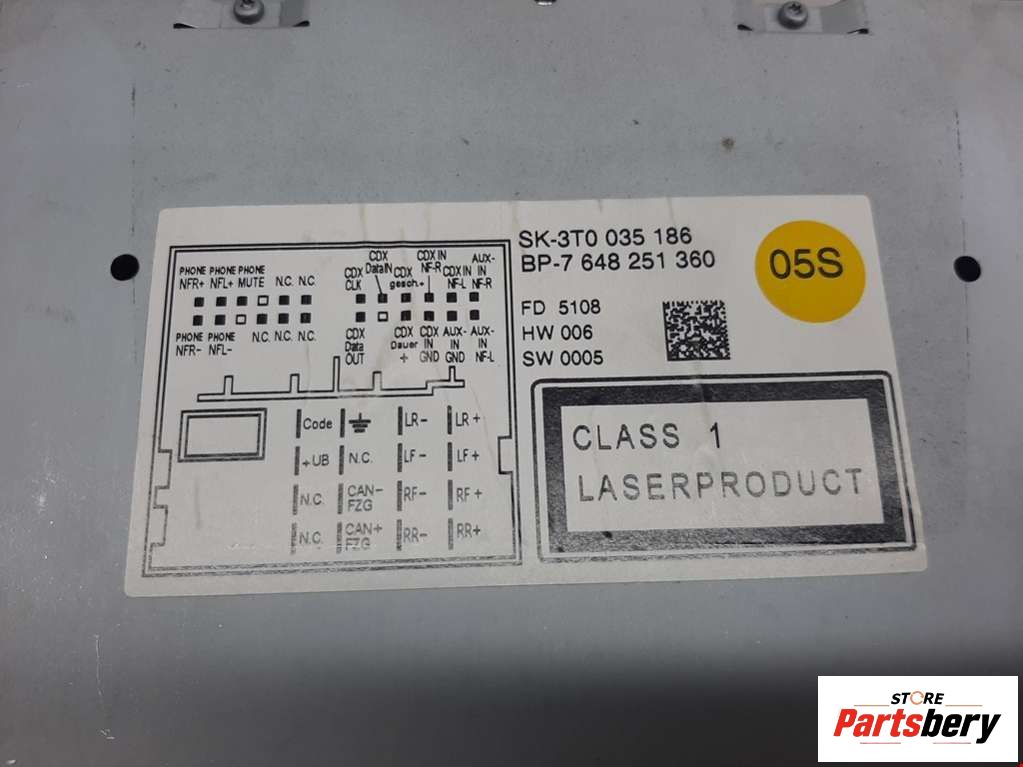 SK-3T0 035 186
BP-7 648 251 360
05S
FD 5108
HW 006
SW 0005
CLASS 1
LASERPRODUCT
PHONE NFR+
PHONE NFL+
PHONE MUTE
N.C.
N.C.
PHONE NFR-
PHONE NFL-
N.C. N.C. N.C.
CDX CLK
CDX DataIN
CDX gesch.+
CDX IN NF-R
CDX IN NF-L
AUX-IN NF-R
CDX Data OUT
CDX Dauer +
CDX IN GND
AUX-IN GND
AUX-IN NF-L
Code LR- LR+
+UB N.C. LF- LF+
N.C. CAN-FZG RF- RF+
N.C. CAN+FZG RR- RR+
STORE
Partsbery